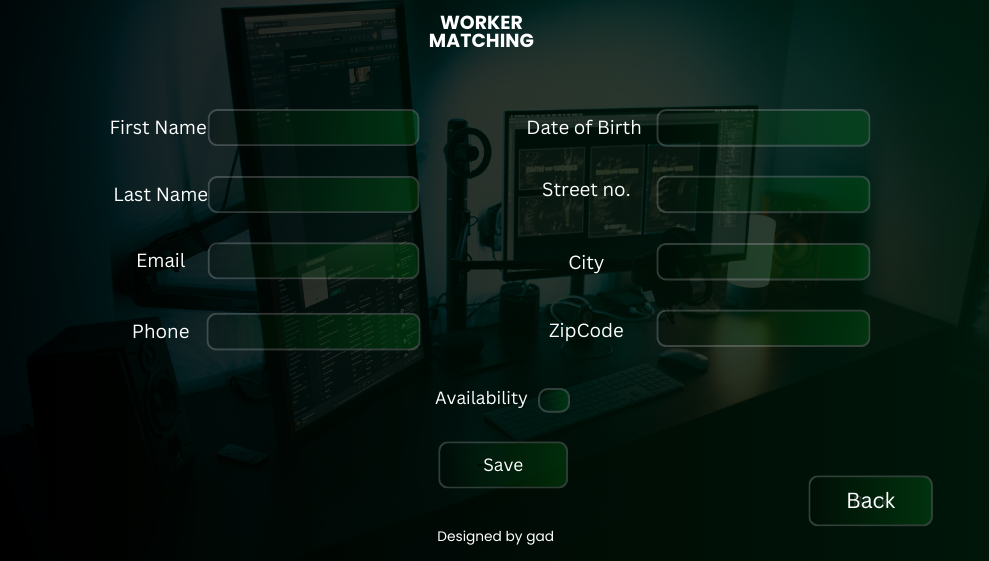 WORKER
MATCHING
First Name
Date of Birth
Last Name
Street no.
Email
City
Phone
ZipCode
Availability
Save
Back
Designed by gad